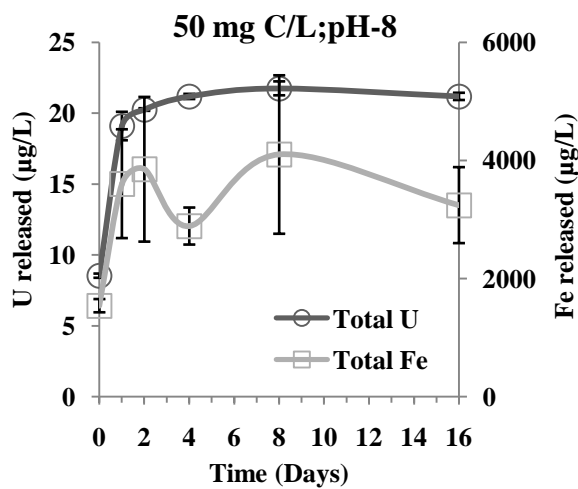 50 mg C/L;pH-8
25
20
15
10
5
0
U released (µg/L)
6000
4000
2000
0
Fe released (µg/L)
Total U
Total Fe
0 2 4 6 8 10 12 14 16
Time (Days)